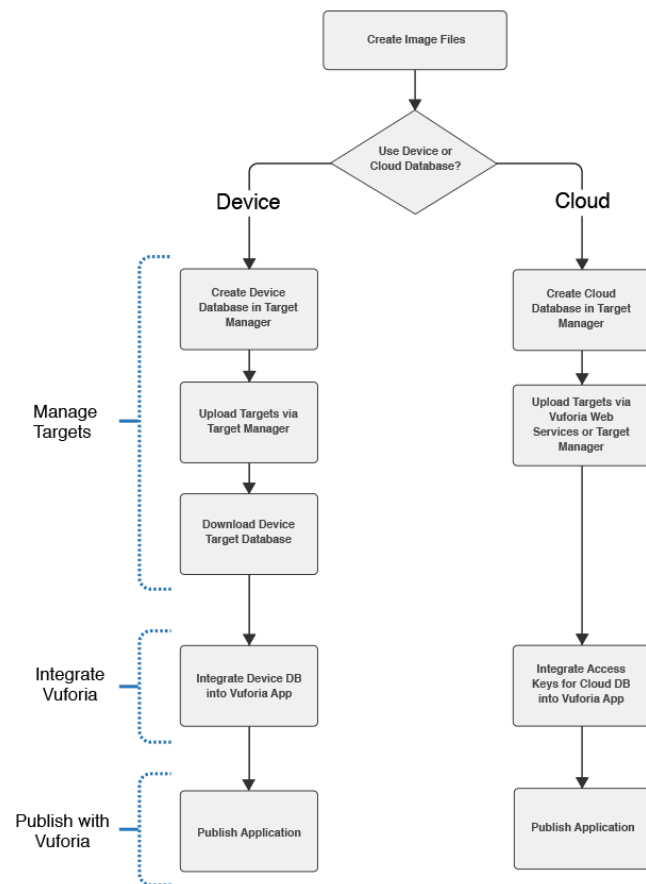 Create Image Files
Use Device or
Cloud Database?
Device
Cloud
Manage
Targets
Create Device
Database in Target
Manager
Create Cloud
Database in Target
Manager
Upload Targets via
Target Manager
Upload Targets via
Vuforia Web
Services or Target
Manager
Download Device
Target Database
Integrate
Vuforia
Integrate Device DB
into Vuforia App
Integrate Access
Keys for Cloud DB
into Vuforia App
Publish with
Vuforia
Publish Application
Publish Application